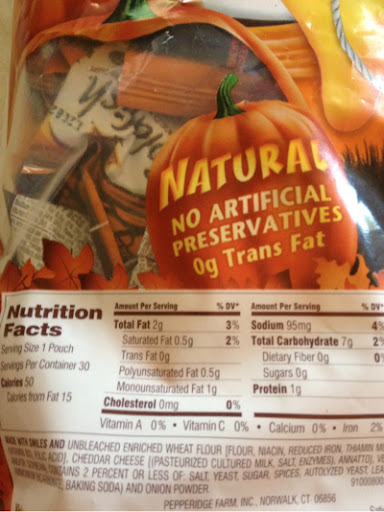 Goldfish
NATURAL
NO ARTIFICIAL
PRESERVATIVES
0g Trans Fat
Nutrition
Facts
Serving Size 1 Pouch
Servings Per Container 30
Calories 50
Calories from Fat 15
Amount Per Serving % DV*
Total Fat 2g 3%
Saturated Fat 0.5g 2%
Trans Fat 0g
Polyunsaturated Fat 0.5g
Monounsaturated Fat 1g
Cholesterol 0mg 0%
Amount Per Serving % DV*
Sodium 95mg 4%
Total Carbohydrate 7g 2%
Dietary Fiber 0g 0%
Sugars 0g
Protein 1g
Vitamin A 0% • Vitamin C 0% • Calcium 0% • Iron 2%
MADE WITH SMILES AND UNBLEACHED ENRICHED WHEAT FLOUR [FLOUR, NIACIN, REDUCED IRON, THIAMIN
FOLIC ACID], CHEDDAR CHEESE [(PASTEURIZED CULTURED MILK, SALT, ENZYMES), ANNATTO],
CONTAINS 2 PERCENT OR LESS OF: SALT, YEAST, SUGAR, SPICES, AUTOLYZED YEAST,
BAKING SODA) AND ONION POWDER.
PEPPERIDGE FARM, INC., NORWALK, CT 06856